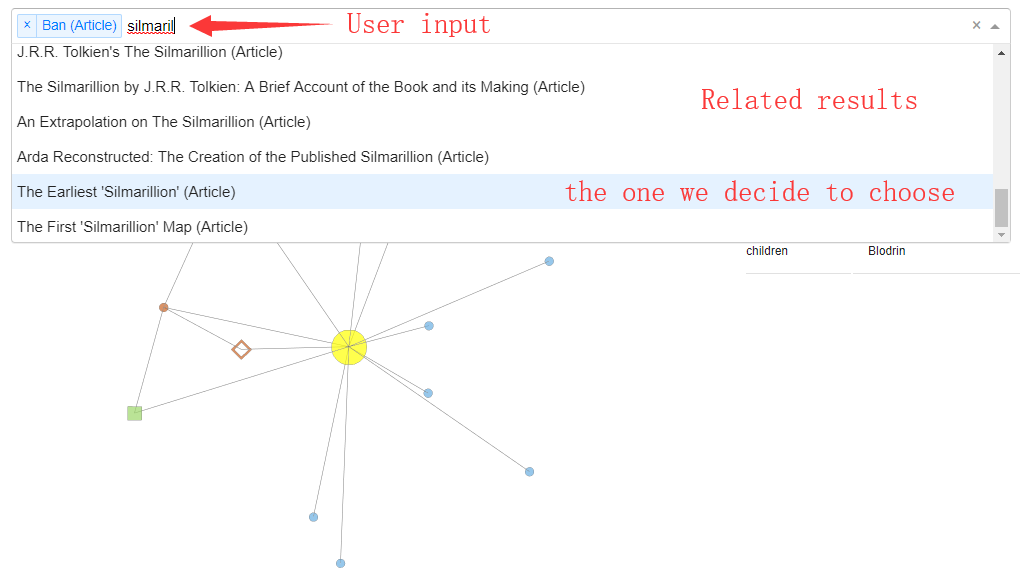 × Ban (Article) silmaril User input ×
J.R.R. Tolkien's The Silmarillion (Article)
The Silmarillion by J.R.R. Tolkien: A Brief Account of the Book and its Making (Article)
Related results
An Extrapolation on The Silmarillion (Article)
Arda Reconstructed: The Creation of the Published Silmarillion (Article)
The Earliest 'Silmarillion' (Article) the one we decide to choose
The First 'Silmarillion' Map (Article)
children Blodrin